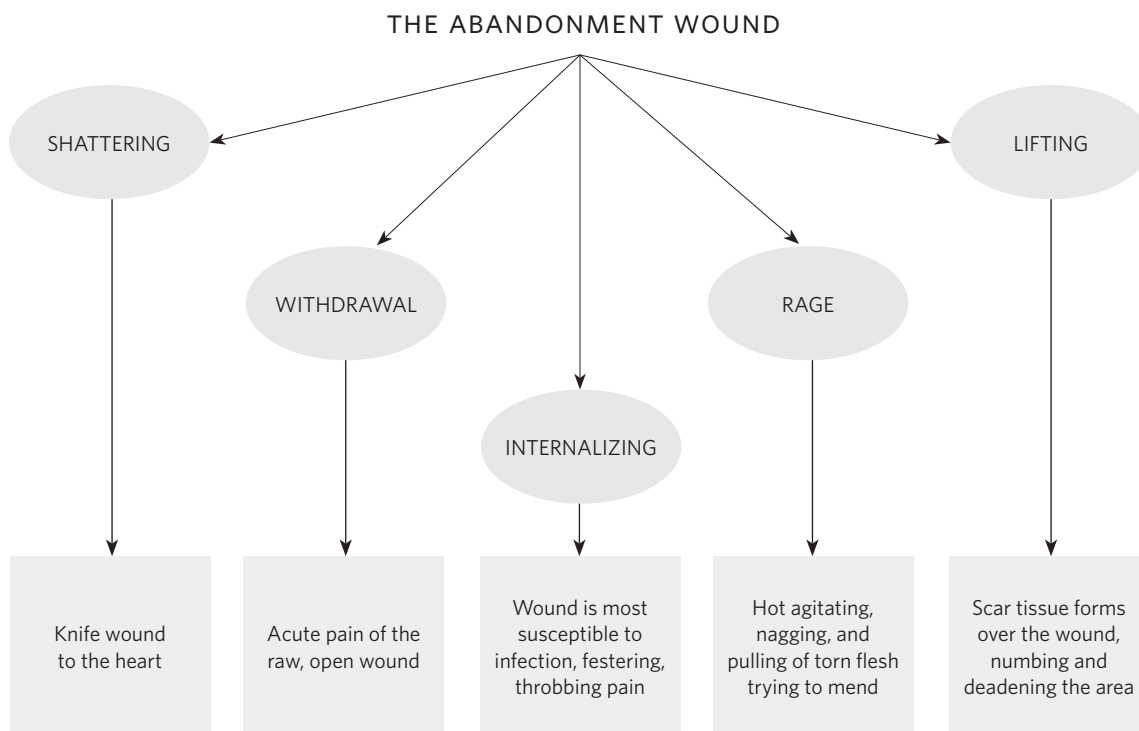 THE ABANDONMENT WOUND
SHATTERING
LIFTING
WITHDRAWAL
RAGE
INTERNALIZING
Knife wound
to the heart
Acute pain of the
raw, open wound
Wound is most
susceptible to
infection, festering,
throbbing pain
Hot agitating,
nagging, and
pulling of torn flesh
trying to mend
Scar tissue forms
over the wound,
numbing and
deadening the area